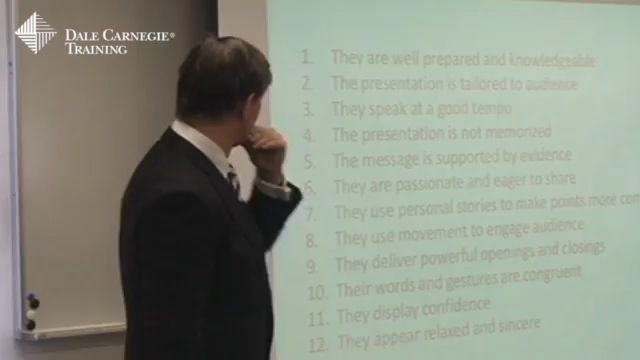 DALE CARNEGIE®
TRAINING
1. They are well prepared and knowledgeable
2. The presentation is tailored to audience
3. They speak at a good tempo
4. The presentation is not memorized
5. The message is supported by evidence
6. They are passionate and eager to share
7. They use personal stories to make points more
8. They use movement to engage audience
9. They deliver powerful openings and closings
10. Their words and gestures are congruent
11. They display confidence
12. They appear relaxed and sincere